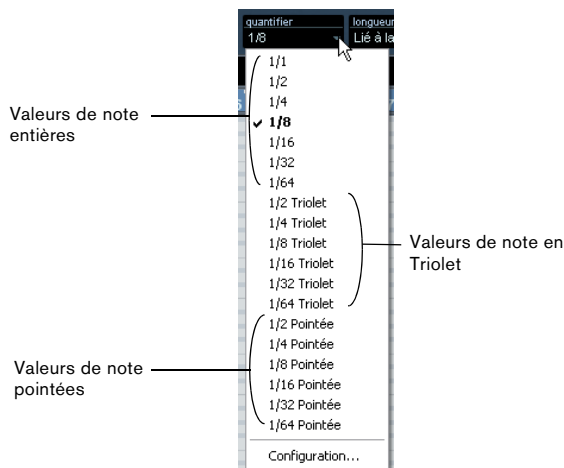 quantifier longueur
1/8 Lié à la
1/1
1/2
1/4
1/8
1/16
1/32
1/64
1/2 Triolet
1/4 Triolet
1/8 Triolet
1/16 Triolet
1/32 Triolet
1/64 Triolet
1/2 Pointée
1/4 Pointée
1/8 Pointée
1/16 Pointée
1/32 Pointée
1/64 Pointée
Configuration...
Valeurs de note
entières
Valeurs de note en
Triolet
Valeurs de note
pointées